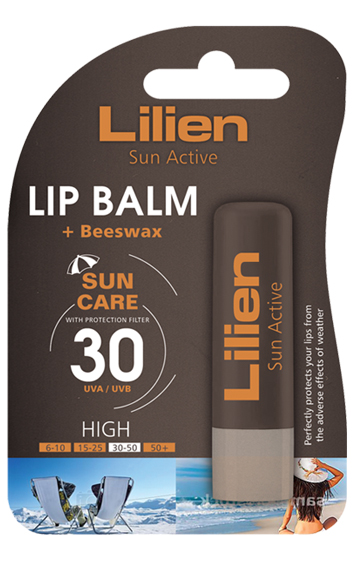 Lilien
Sun Active
LIP BALM
+ Beeswax
SUN
CARE
WITH PROTECTION FILTER
30
UVA / UVB
HIGH
6-10 15-25 30-50 50+
Lilien
Sun Active
Perfectly protects your lips from
the adverse effects of weather